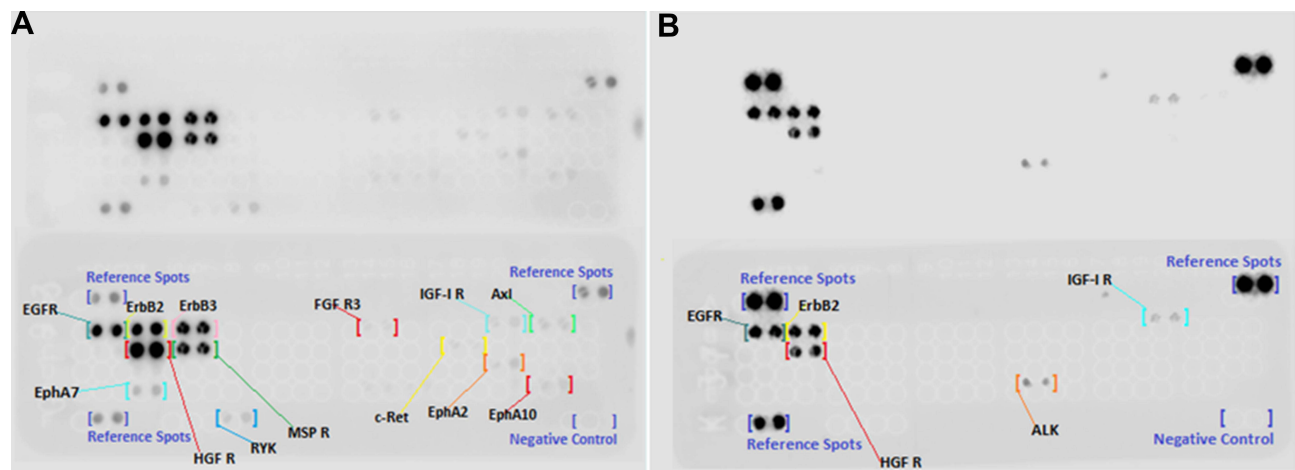 A
B
Reference Spots
Reference Spots
EGFR
ErbB2
ErbB3
FGF R3
IGF-I R
Axl
EphA7
Reference Spots
RYK
HGF R
MSP R
c-Ret
EphA2
EphA10
Negative Control
Reference Spots
Reference Spots
IGF-I R
EGFR
ErbB2
Reference Spots
HGF R
ALK
Negative Control